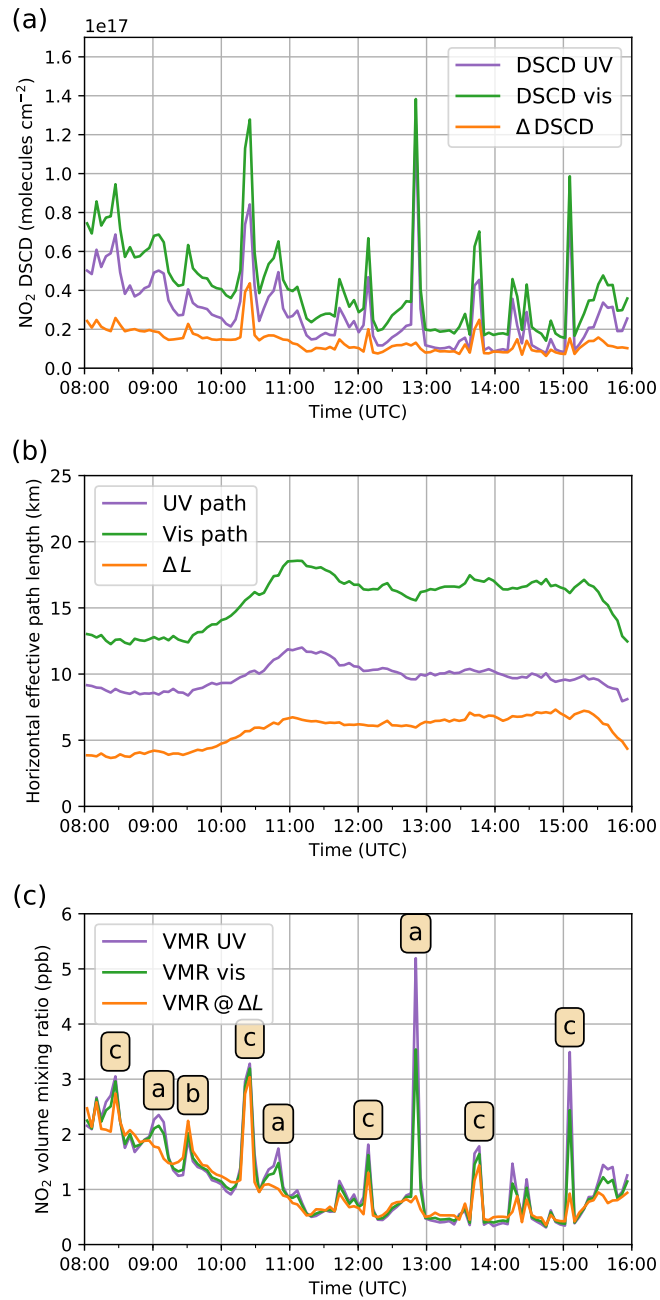 (a)
1e17
1.6
1.4
1.2
1.0
0.8
0.6
0.4
0.2
0.0
NO₂ DSCD (molecules cm⁻²)
DSCD UV
DSCD vis
Δ DSCD
08:00 09:00 10:00 11:00 12:00 13:00 14:00 15:00 16:00
Time (UTC)
(b)
25
20
15
10
5
0
Horizontal effective path length (km)
UV path
Vis path
Δ L
08:00 09:00 10:00 11:00 12:00 13:00 14:00 15:00 16:00
Time (UTC)
(c)
6
5
4
3
2
1
0
NO₂ volume mixing ratio (ppb)
VMR UV
VMR vis
VMR @ ΔL
c
a
b
c
a
c
a
c
c
08:00 09:00 10:00 11:00 12:00 13:00 14:00 15:00 16:00
Time (UTC)